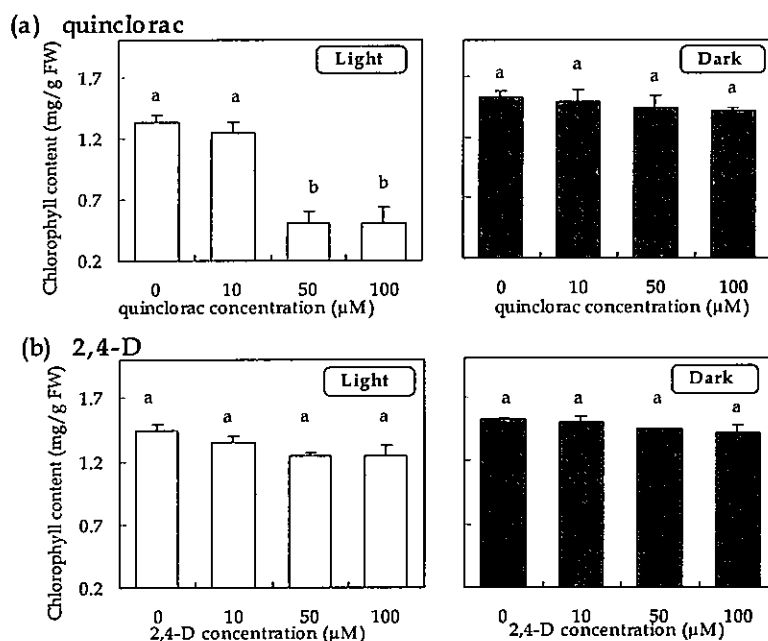 (a) quinclorac
Light
Dark
Chlorophyll content (mg/g FW)
1.7
1.2
0.7
0.2
a
a
b
b
a
a
a
a
0
10
50
100
0
10
50
100
quinclorac concentration (µM)
quinclorac concentration (µM)
(b) 2,4-D
Light
Dark
Chlorophyll content (mg/g FW)
1.7
1.2
0.7
0.2
a
a
a
a
a
a
a
a
0
10
50
100
0
10
50
100
2,4-D concentration (µM)
2,4-D concentration (µM)